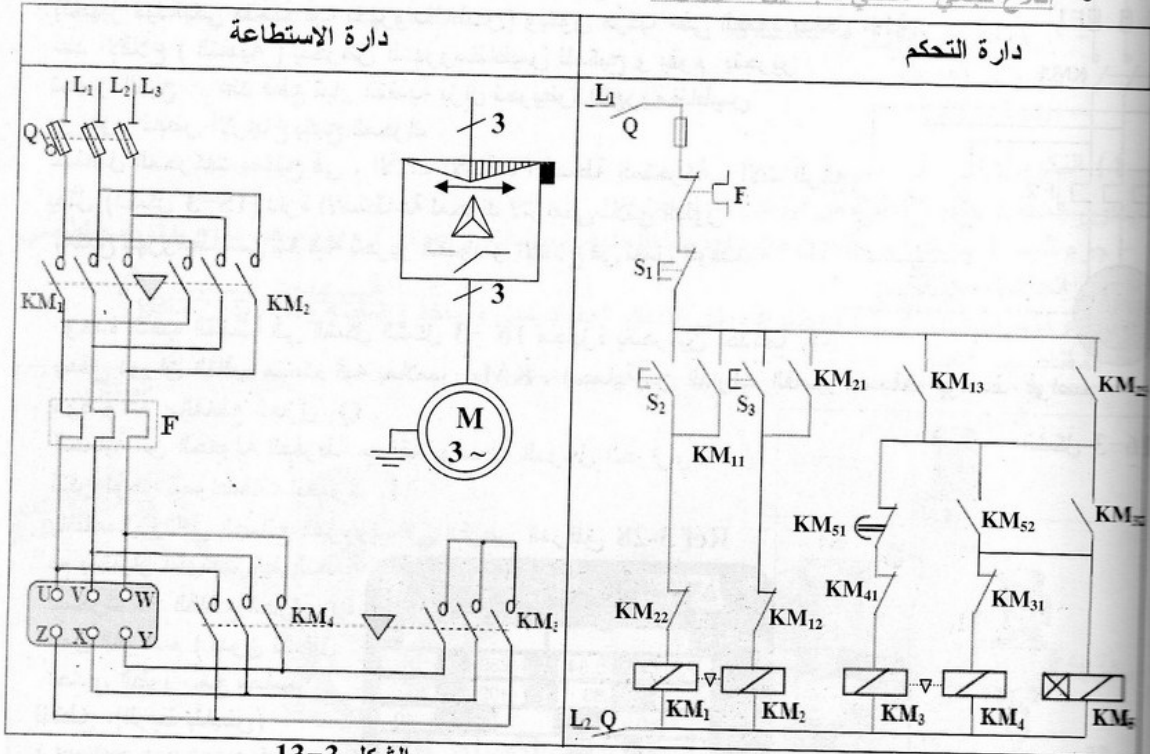 دارة الاستطاعة
دارة التحكم
L₁ L₂ L₃
Q
3
KM₁
KM₂
F
M
3~
3
U V W
Z X Y
KM₄
L₁
Q
F
S₁
S₂
S₃
KM₂₁
KM₁₃
KM₁₁
KM₅₁
KM₅₂
KM₄₁
KM₃₁
KM₂₂
KM₁₂
KM₁
KM₂
KM₃
KM₄
L₂ Q